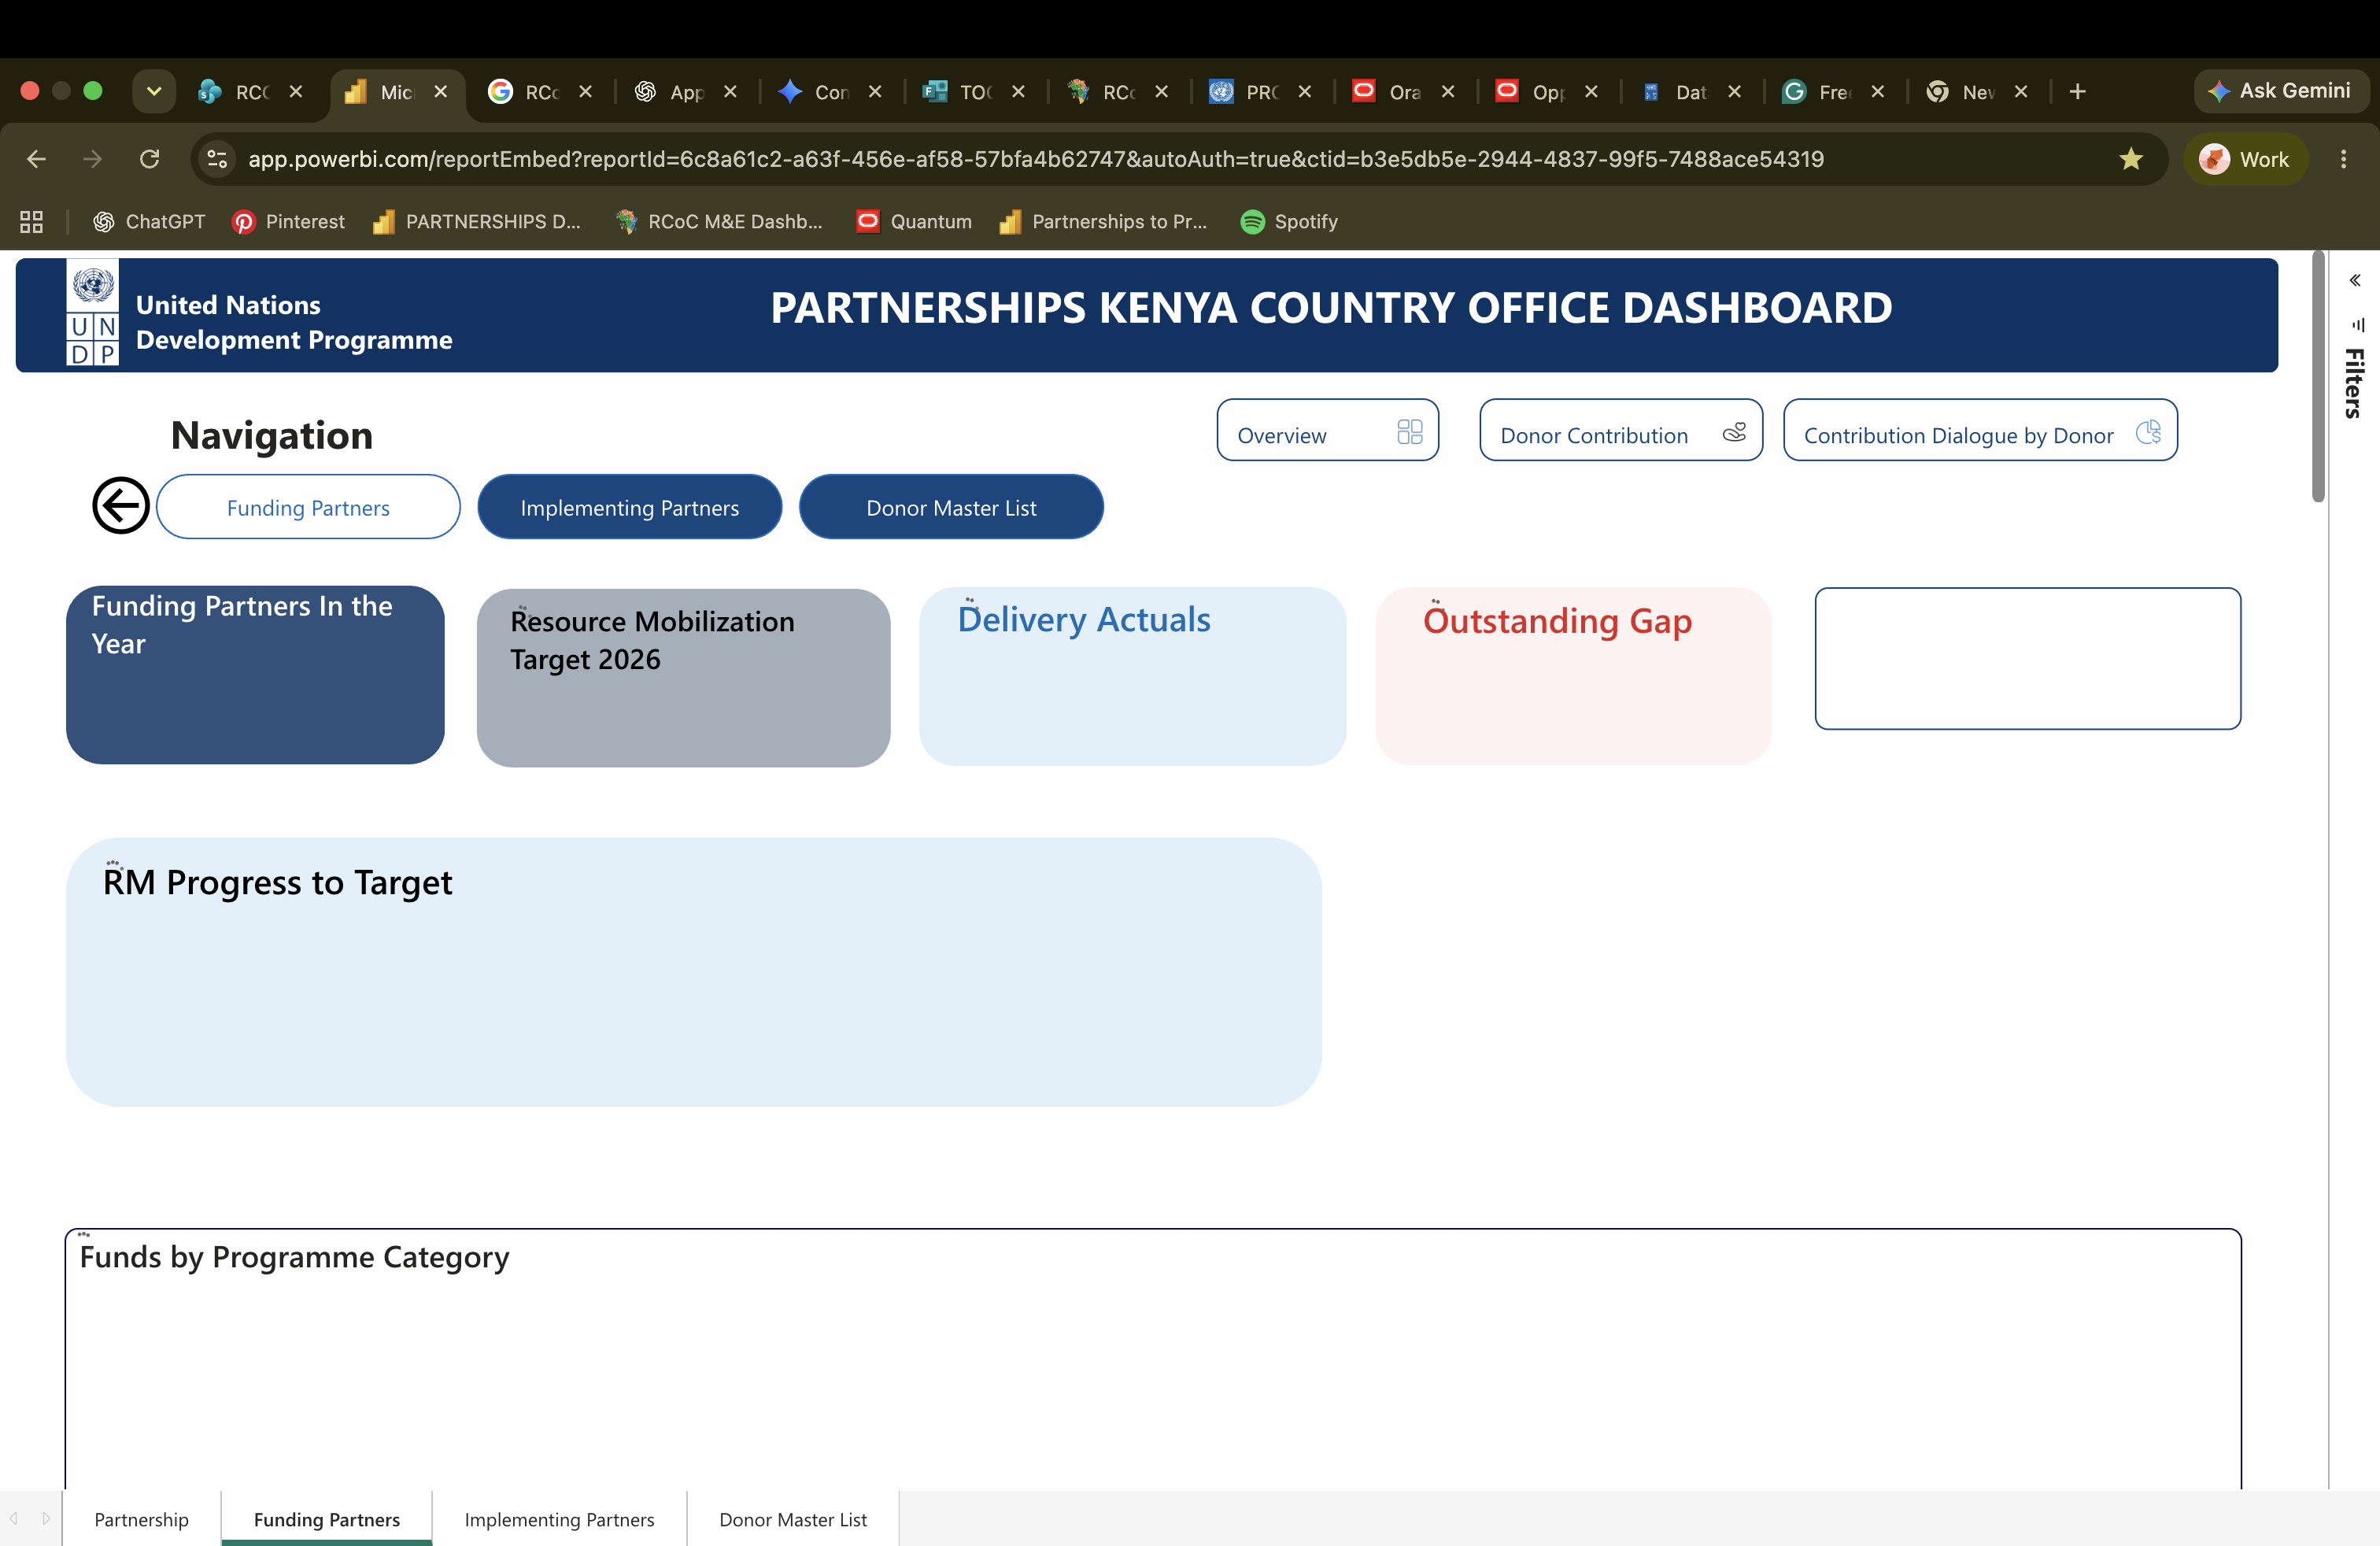 RCC
Mic
RCc
App
Con
TOC
RCc
PRC
Ora
Opp
Dat
Free
New
Ask Gemini
app.powerbi.com/reportEmbed?reportId=6c8a61c2-a63f-456e-af58-57bfa4b62747&autoAuth=true&ctid=b3e5db5e-2944-4837-99f5-7488ace54319
Work
ChatGPT
Pinterest
PARTNERSHIPS D...
RCoC M&E Dashb...
Quantum
Partnerships to Pr...
Spotify
UN
DP
United Nations
Development Programme
PARTNERSHIPS KENYA COUNTRY OFFICE DASHBOARD
Filters
Navigation
Overview
Donor Contribution
Contribution Dialogue by Donor
Funding Partners
Implementing Partners
Donor Master List
Funding Partners In the
Year
Resource Mobilization
Target 2026
Delivery Actuals
Outstanding Gap
RM Progress to Target
Funds by Programme Category
Partnership
Funding Partners
Implementing Partners
Donor Master List